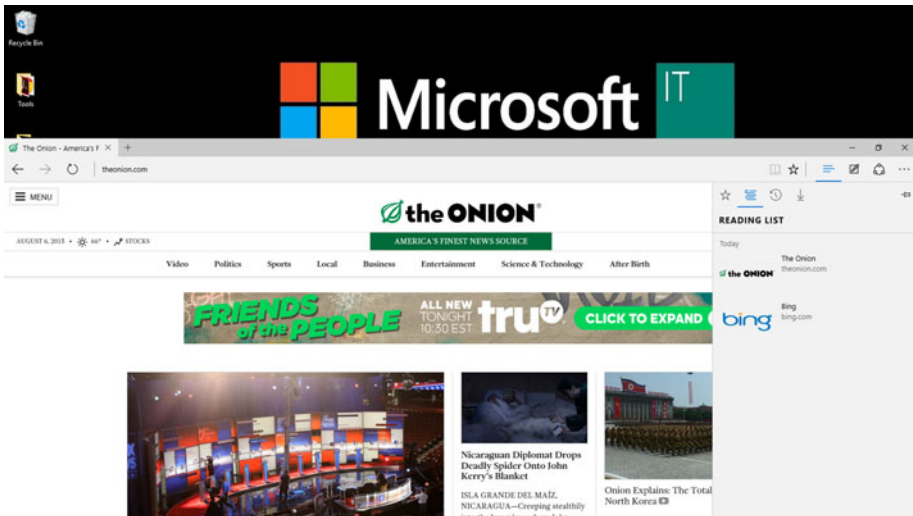 Recycle Bin
Tools
Microsoft IT
The Onion - America's F
theonion.com
MENU
the ONION
AUGUST 6, 2015 • 66° • STOCKS
AMERICA'S FINEST NEWS SOURCE
Video Politics Sports Local Business Entertainment Science & Technology After Birth
FRIENDS
of the PEOPLE
ALL NEW
TONIGHT
10:30 EST
truTV
CLICK TO EXPAND
Nicaraguan Diplomat Drops
Deadly Spider Onto John
Kerry's Blanket
ISLA GRANDE DEL MAÍZ,
NICARAGUA—Creeping stealthily
Onion Explains: The Total
North Korea
READING LIST
Today
the ONION
The Onion
theonion.com
bing
Bing
bing.com